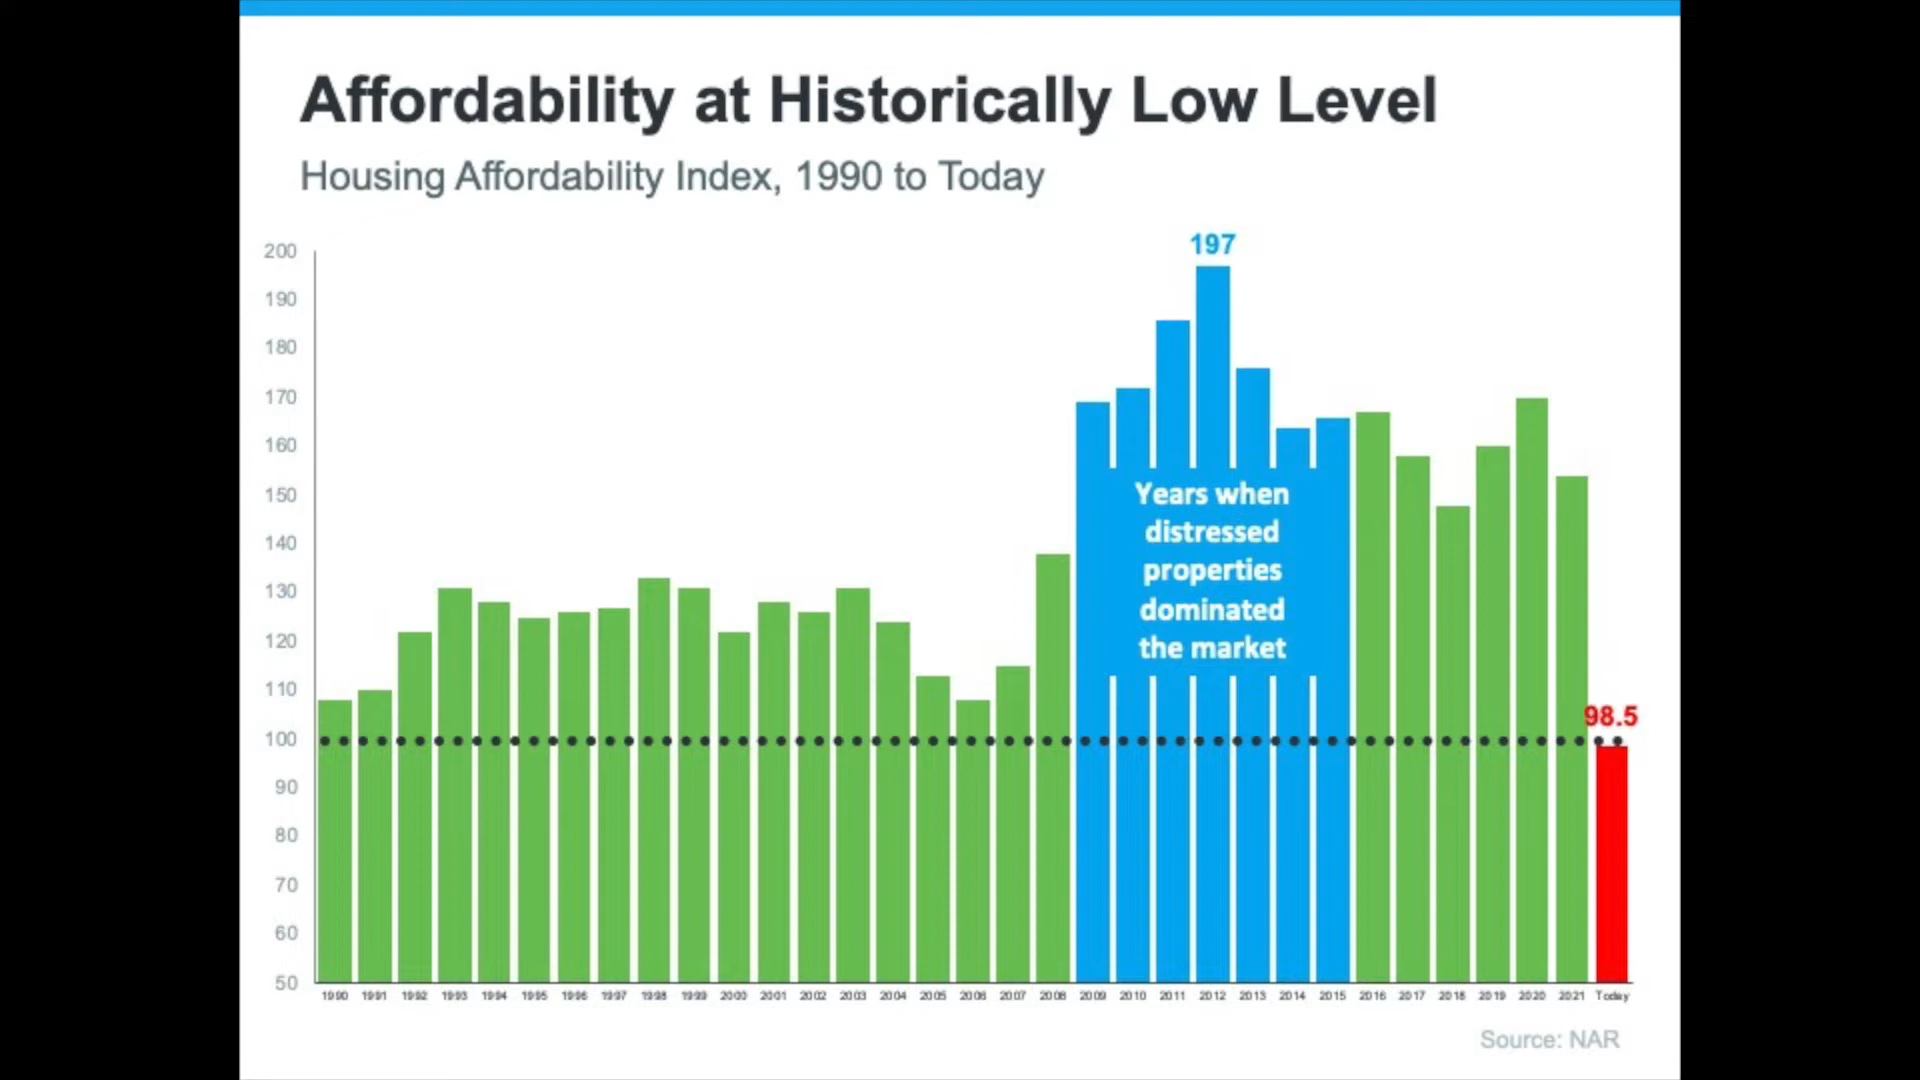 Affordability at Historically Low Level
Housing Affordability Index, 1990 to Today
200
190
180
170
160
150
140
130
120
110
100
90
80
70
60
50
197
Years when
distressed
properties
dominated
the market
98.5
1990 1991 1992 1993 1994 1995 1996 1997 1998 1999 2000 2001 2002 2003 2004 2005 2006 2007 2008 2009 2010 2011 2012 2013 2014 2015 2016 2017 2018 2019 2020 2021 Today
Source: NAR